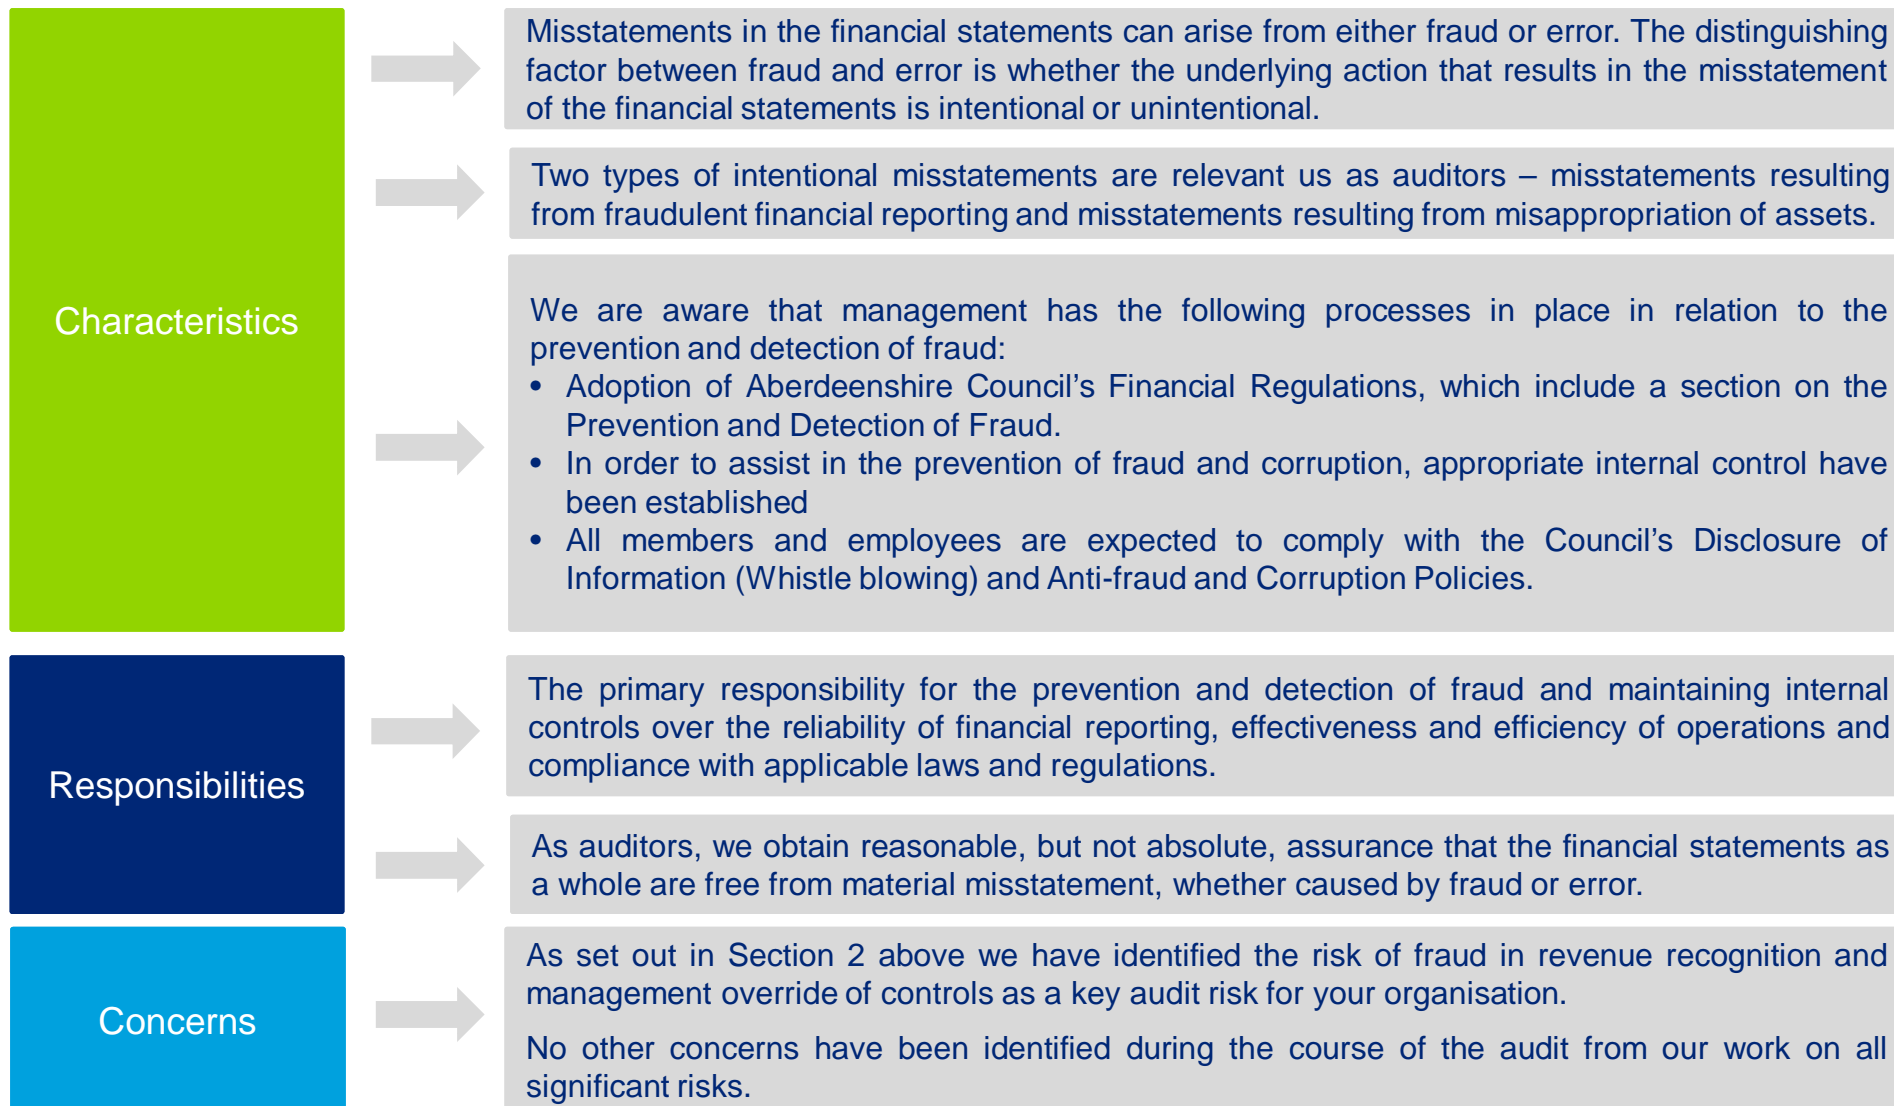 Characteristics
Misstatements in the financial statements can arise from either fraud or error. The distinguishing
factor between fraud and error is whether the underlying action that results in the misstatement
of the financial statements is intentional or unintentional.
Two types of intentional misstatements are relevant us as auditors – misstatements resulting
from fraudulent financial reporting and misstatements resulting from misappropriation of assets.
We are aware that management has the following processes in place in relation to the
prevention and detection of fraud:
• Adoption of Aberdeenshire Council’s Financial Regulations, which include a section on the
Prevention and Detection of Fraud.
• In order to assist in the prevention of fraud and corruption, appropriate internal control have
been established
• All members and employees are expected to comply with the Council’s Disclosure of
Information (Whistle blowing) and Anti-fraud and Corruption Policies.
Responsibilities
The primary responsibility for the prevention and detection of fraud and maintaining internal
controls over the reliability of financial reporting, effectiveness and efficiency of operations and
compliance with applicable laws and regulations.
As auditors, we obtain reasonable, but not absolute, assurance that the financial statements as
a whole are free from material misstatement, whether caused by fraud or error.
Concerns
As set out in Section 2 above we have identified the risk of fraud in revenue recognition and
management override of controls as a key audit risk for your organisation.
No other concerns have been identified during the course of the audit from our work on all
significant risks.